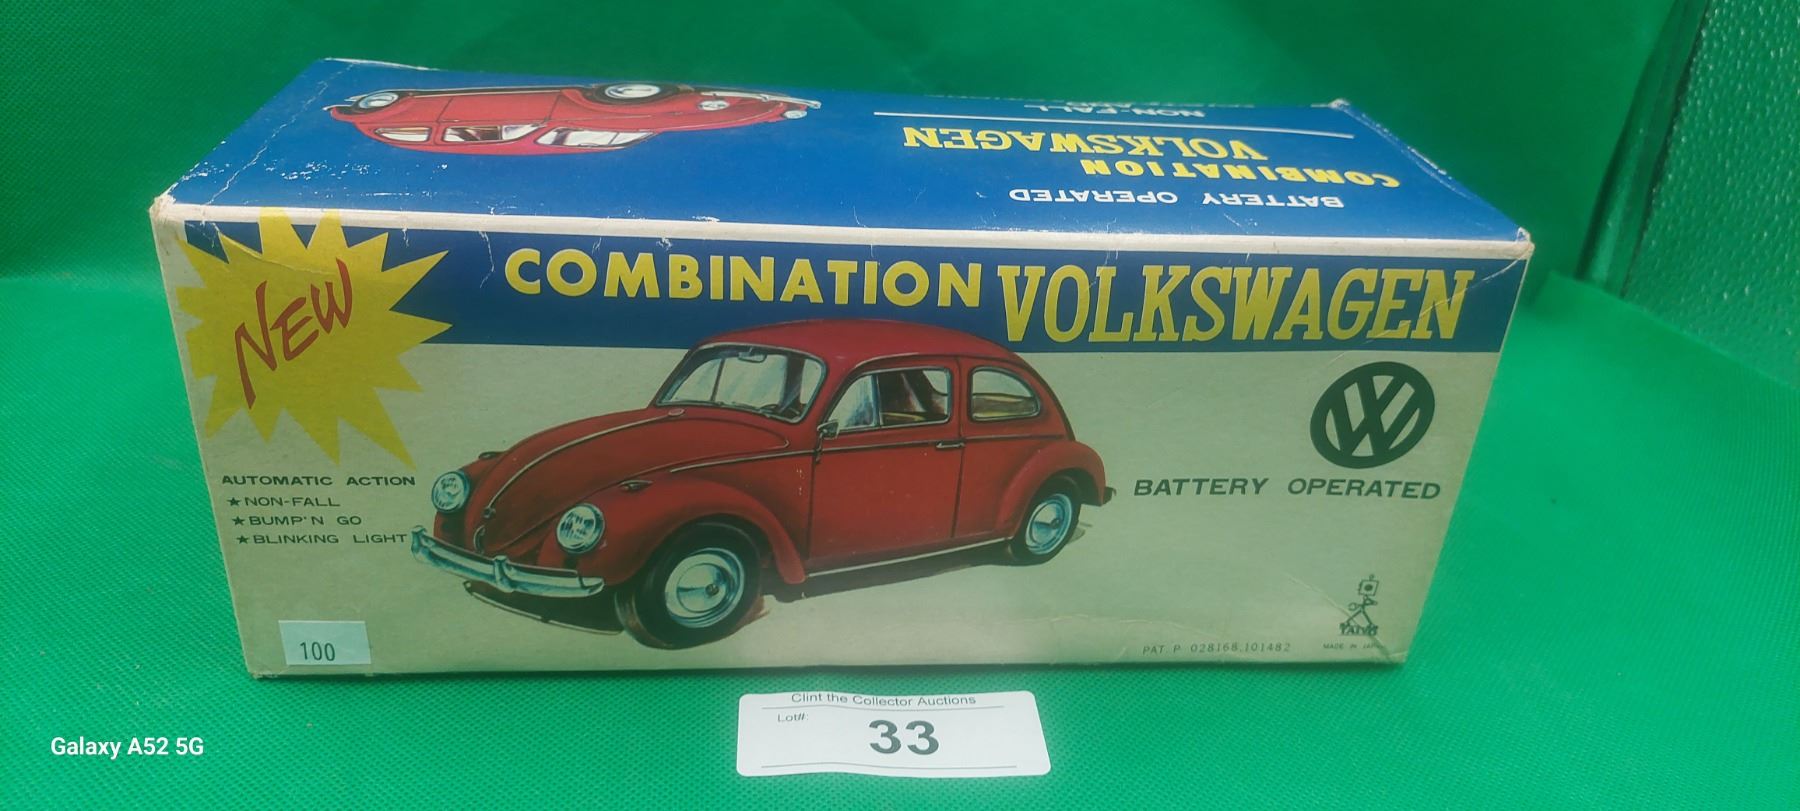 NON-FALL
VOLKSWAGEN
COMBINATION
BATTERY OPERATED
NEW
COMBINATION VOLKSWAGEN
AUTOMATIC ACTION
★NON-FALL
★BUMP'N GO
★BLINKING LIGHT
VW
BATTERY OPERATED
100
PAT. P 028168,101482
TAIYO
MADE IN JAPAN
Clint the Collector Auctions
Lot#:
33
Galaxy A52 5G